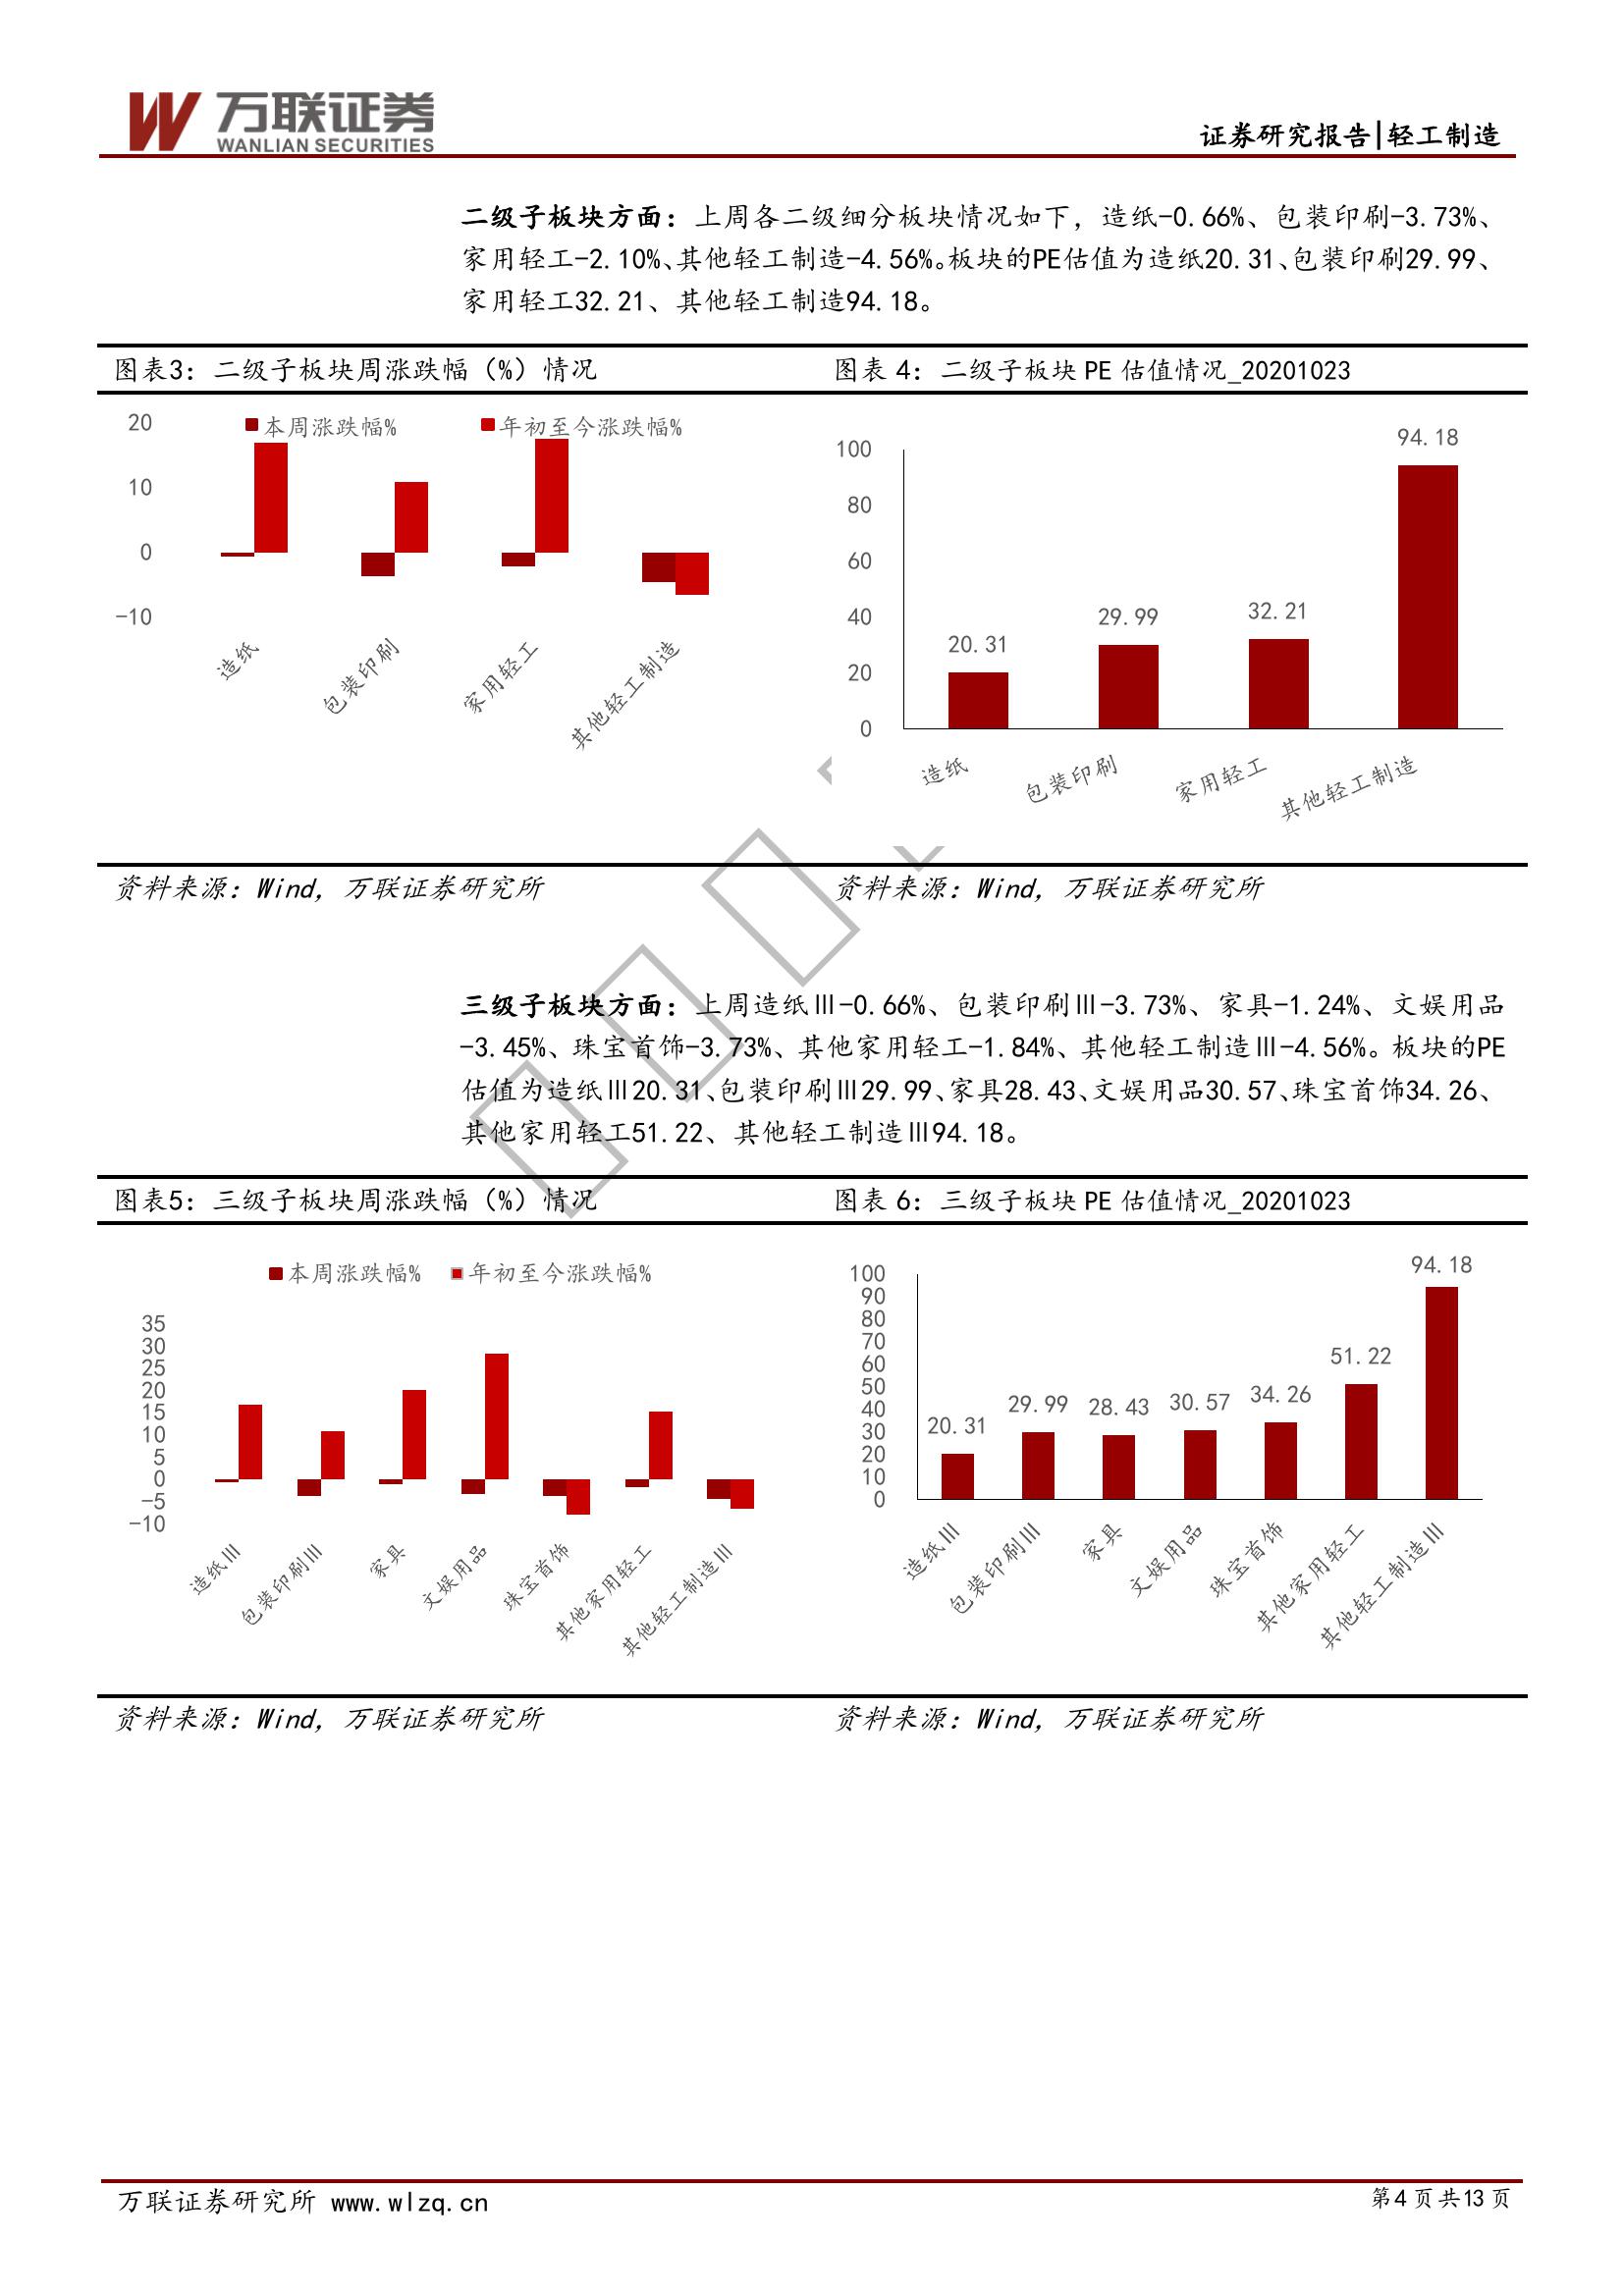 万联证券
WANLIAN SECURITIES
证券研究报告|轻工制造
二级子板块方面：上周各二级细分板块情况如下，造纸-0.66%、包装印刷-3.73%、
家用轻工-2.10%、其他轻工制造-4.56%。板块的PE估值为造纸20.31、包装印刷29.99、
家用轻工32.21、其他轻工制造94.18。
图表3：二级子板块周涨跌幅（%）情况
本周涨跌幅% 年初至今涨跌幅%
20
10
0
-10
造纸 包装印刷 家用轻工 其他轻工制造
资料来源：Wind，万联证券研究所
图表 4：二级子板块 PE 估值情况_20201023
100
80
60
40
20
0
20.31 29.99 32.21 94.18
造纸 包装印刷 家用轻工 其他轻工制造
资料来源：Wind，万联证券研究所
三级子板块方面：上周造纸Ⅲ-0.66%、包装印刷Ⅲ-3.73%、家具-1.24%、文娱用品
-3.45%、珠宝首饰-3.73%、其他家用轻工-1.84%、其他轻工制造Ⅲ-4.56%。板块的PE
估值为造纸Ⅲ20.31、包装印刷Ⅲ29.99、家具28.43、文娱用品30.57、珠宝首饰34.26、
其他家用轻工51.22、其他轻工制造Ⅲ94.18。
图表5：三级子板块周涨跌幅（%）情况
本周涨跌幅% 年初至今涨跌幅%
35
30
25
20
15
10
5
0
-5
-10
造纸Ⅲ 包装印刷Ⅲ 家具 文娱用品 珠宝首饰 其他家用轻工 其他轻工制造Ⅲ
资料来源：Wind，万联证券研究所
图表 6：三级子板块 PE 估值情况_20201023
100
90
80
70
60
50
40
30
20
10
0
20.31 29.99 28.43 30.57 34.26 51.22 94.18
造纸Ⅲ 包装印刷Ⅲ 家具 文娱用品 珠宝首饰 其他家用轻工 其他轻工制造Ⅲ
资料来源：Wind，万联证券研究所
万联证券研究所 www.wlzq.cn
第4 页 共13 页